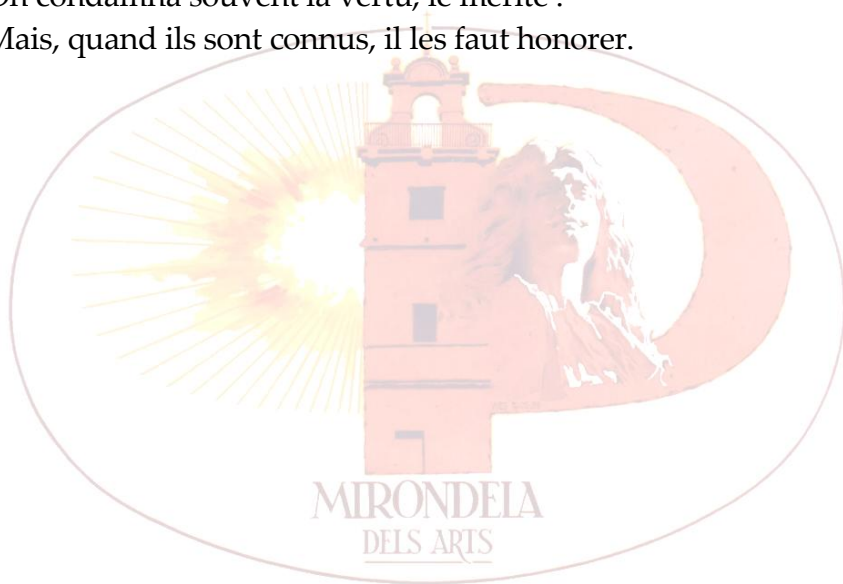 On condamna souvent la vertu, le mérite :
Mais, quand ils sont connus, il les faut honorer.
MIRONDELA
DELS ARTS